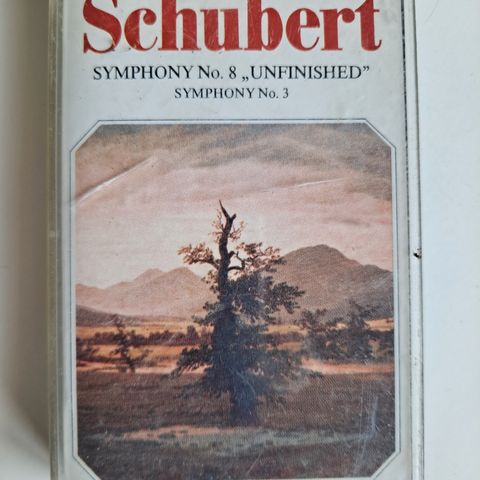 Schubert
SYMPHONY No. 8 „UNFINISHED”
SYMPHONY No. 3